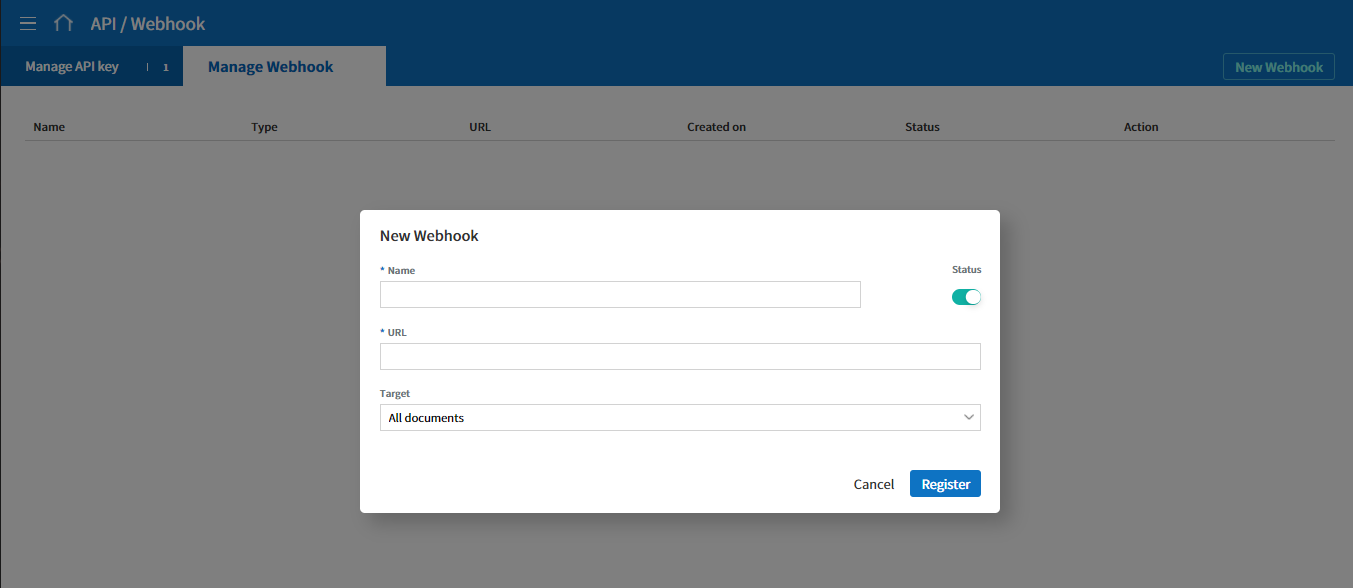 API / Webhook
Manage API key | 1
Manage Webhook
New Webhook
Name Type URL Created on Status Action
New Webhook
* Name
Status
* URL
Target
All documents
Cancel Register